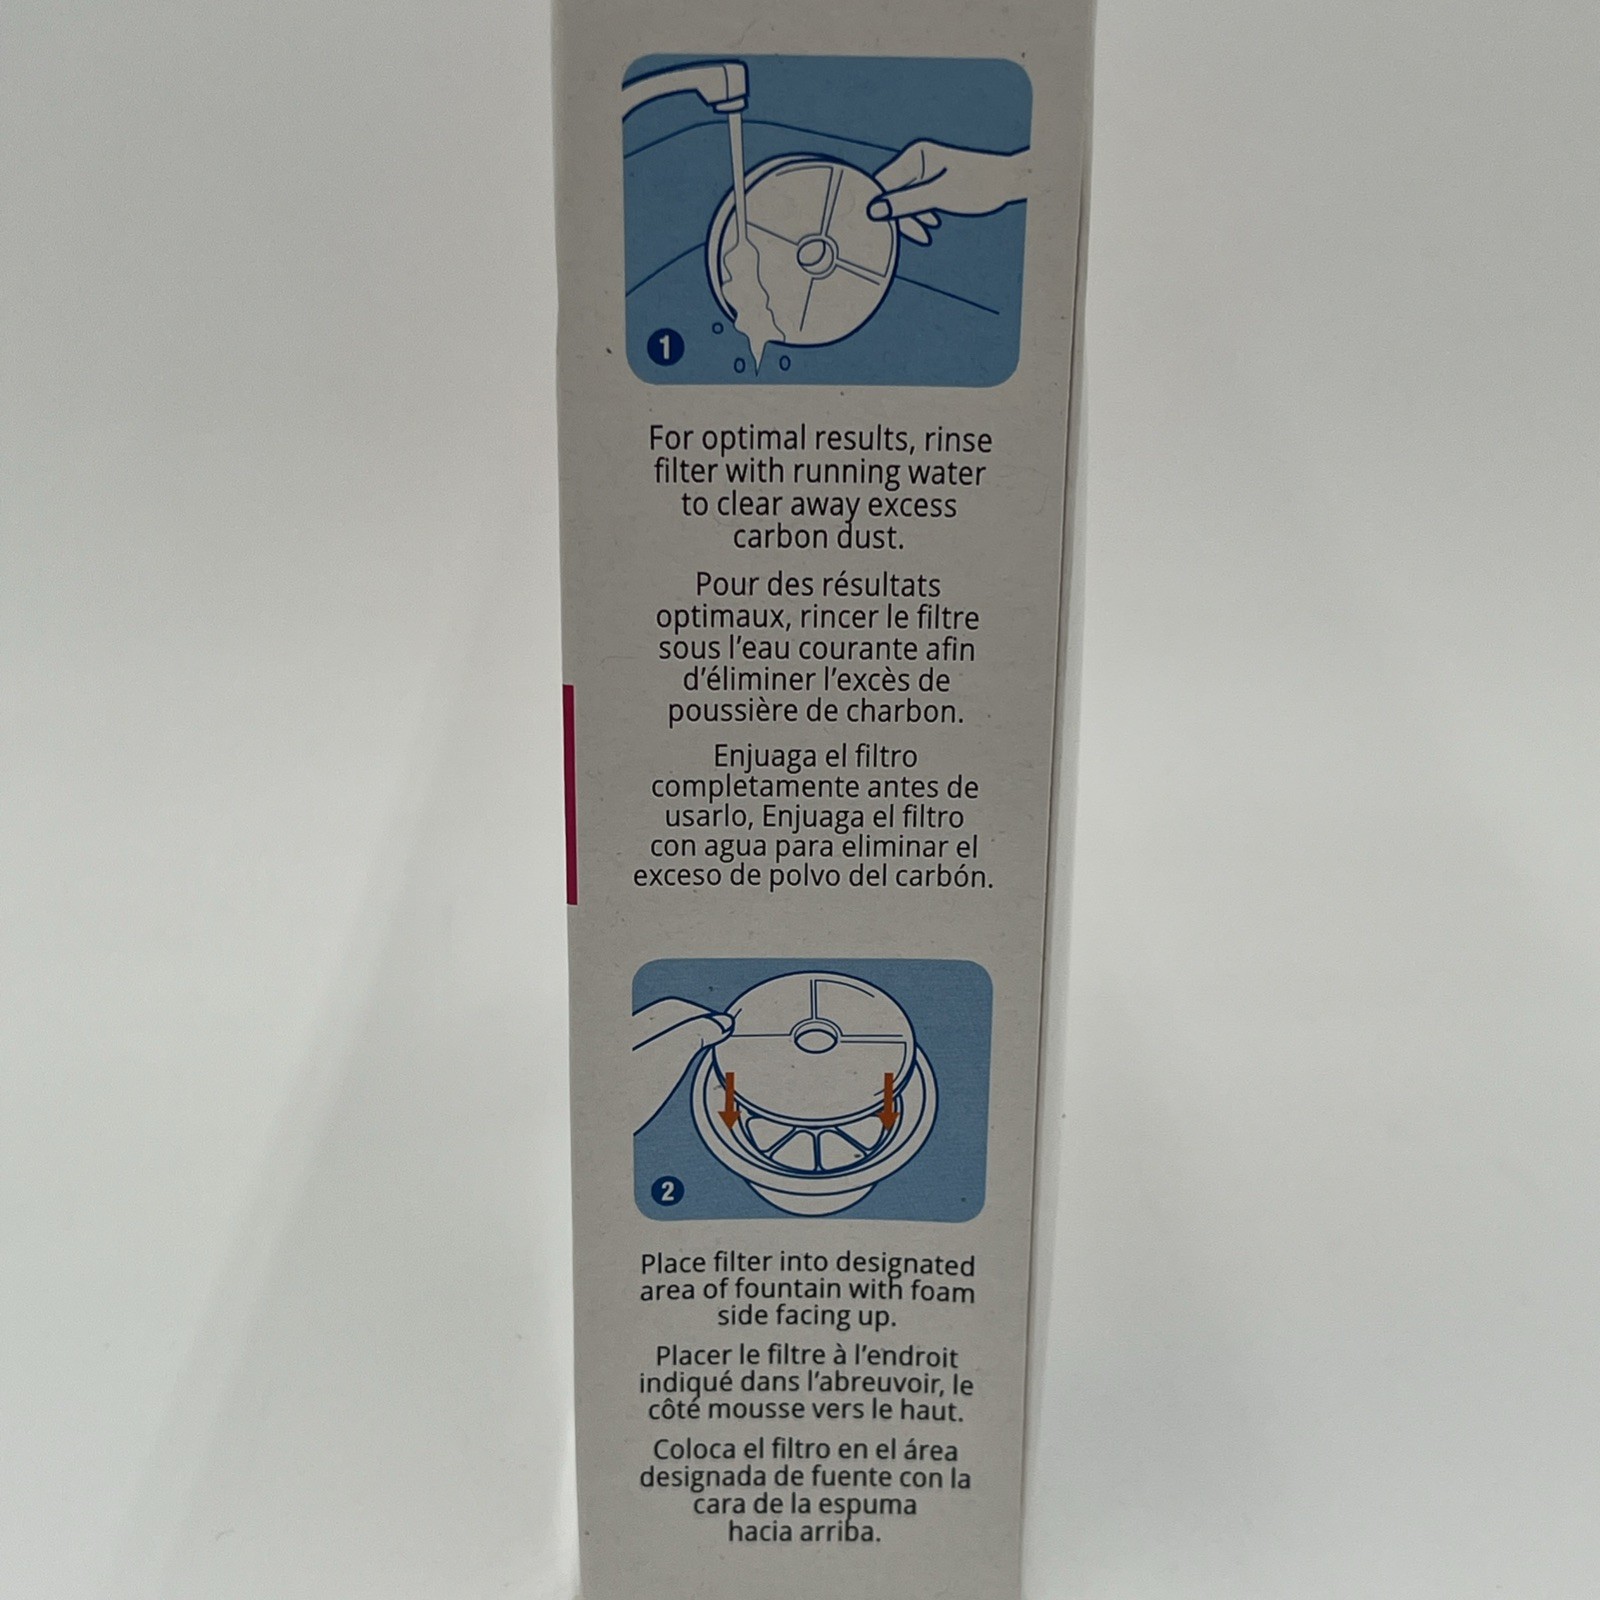 1
For optimal results, rinse
filter with running water
to clear away excess
carbon dust.
Pour des résultats
optimaux, rincer le filtre
sous l'eau courante afin
d'éliminer l'excès de
poussière de charbon.
Enjuaga el filtro
completamente antes de
usarlo, Enjuaga el filtro
con agua para eliminar el
exceso de polvo del carbón.
2
Place filter into designated
area of fountain with foam
side facing up.
Placer le filtre à l'endroit
indiqué dans l'abreuvoir, le
côté mousse vers le haut.
Coloca el filtro en el área
designada de fuente con la
cara de la espuma
hacia arriba.